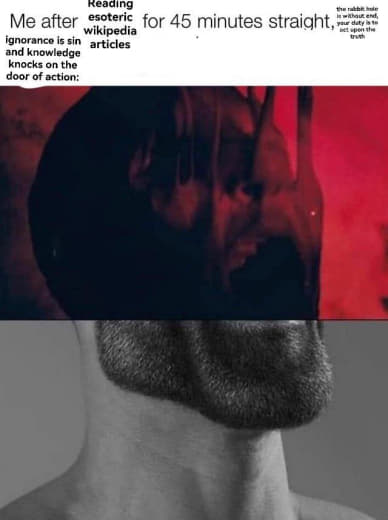 Me after
Reading
esoteric
wikipedia
articles
for 45 minutes straight,
the rabbit hole
is without end,
your duty is to
act upon the
truth
ignorance is sin
and knowledge
knocks on the
door of action: